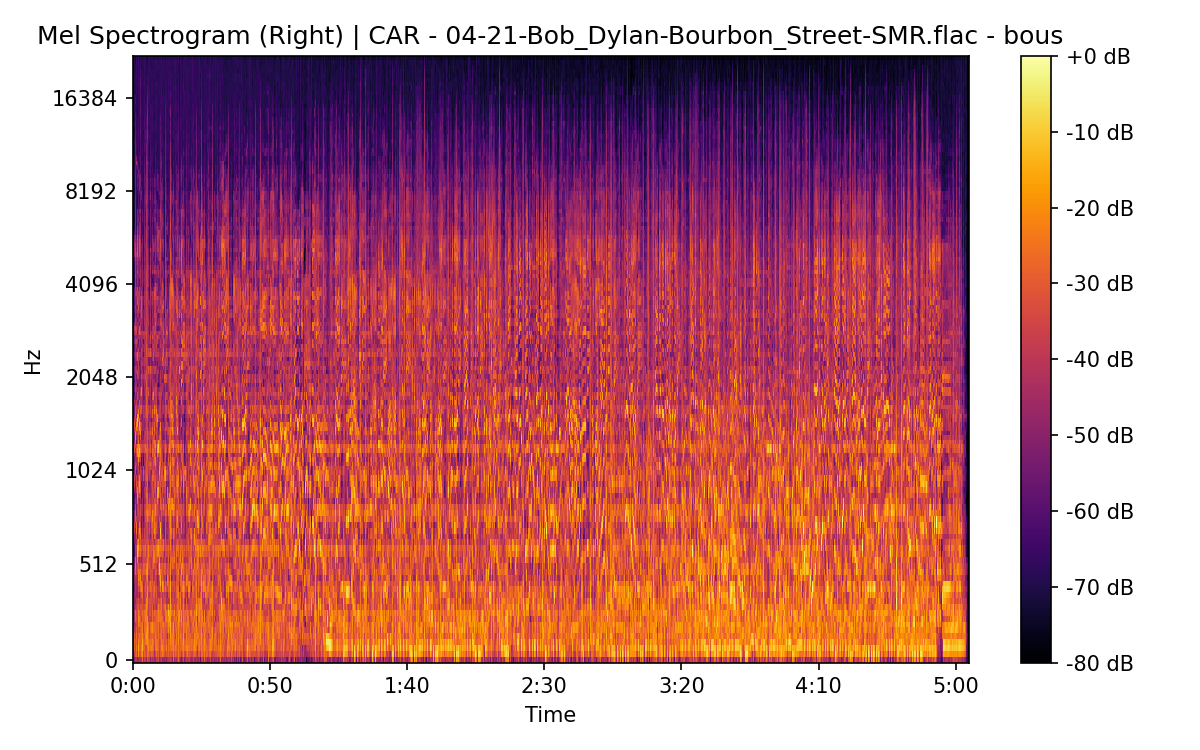 Mel Spectrogram (Right) | CAR - 04-21-Bob_Dylan-Bourbon_Street-SMR.flac - bous
+0 dB
-10 dB
-20 dB
-30 dB
-40 dB
-50 dB
-60 dB
-70 dB
-80 dB
Hz
16384
8192
4096
2048
1024
512
0
0:00 0:50 1:40 2:30 3:20 4:10 5:00
Time